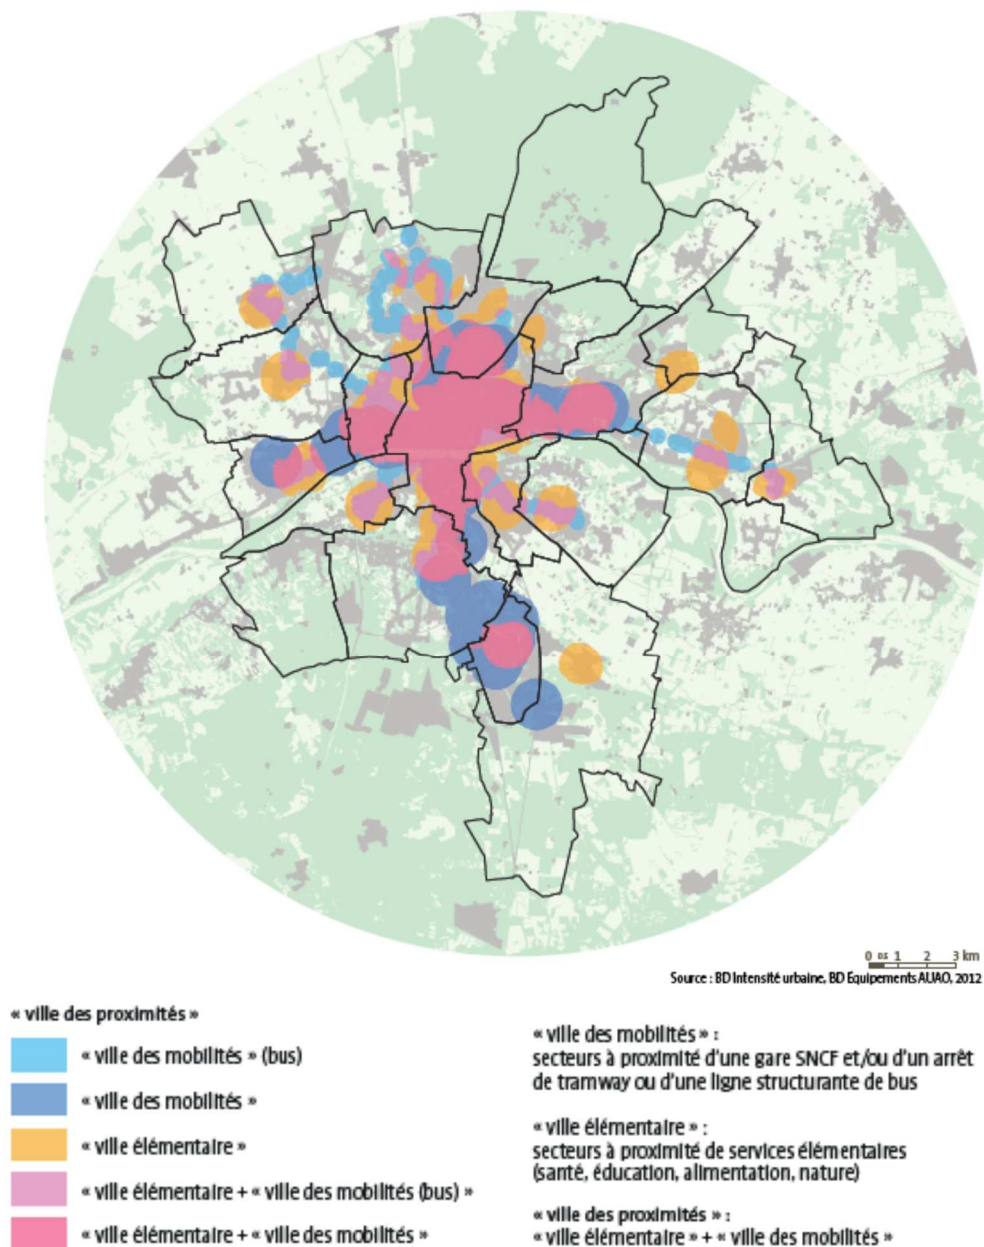 0 0.5 1 2 3 km
Source : BD Intensité urbaine, BD Equipements AUAO, 2012
« ville des proximités »
« ville des mobilités » (bus)
« ville des mobilités »
« ville élémentaire »
« ville élémentaire + « ville des mobilités (bus) »
« ville élémentaire + « ville des mobilités »
« ville des mobilités » :
secteurs à proximité d'une gare SNCF et/ou d'un arrêt
de tramway ou d'une ligne structurante de bus
« ville élémentaire » :
secteurs à proximité de services élémentaires
(santé, éducation, alimentation, nature)
« ville des proximités » :
« ville élémentaire » + « ville des mobilités »